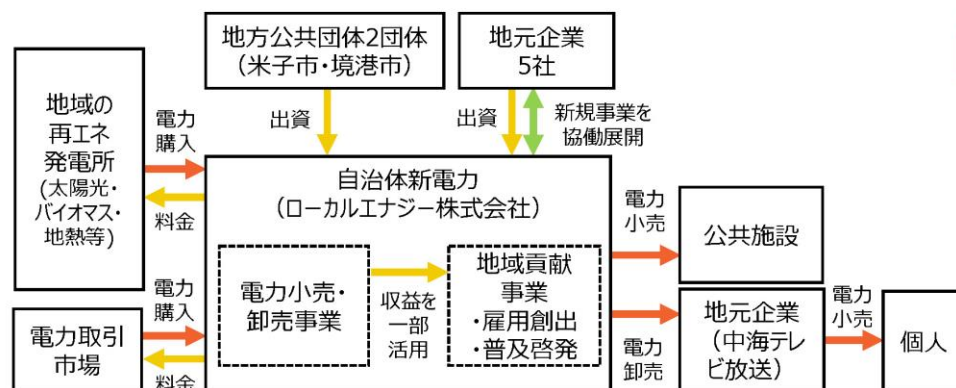 地方公共団体2団体
(米子市・境港市)
地元企業
5社
出資
出資
新規事業を
協働展開
地域の
再エネ
発電所
(太陽光・
バイオマス・
地熱等)
電力
購入
料金
自治体新電力
(ローカルエナジー株式会社)
電力小売・
卸売事業
収益を
一部
活用
地域貢献
事業
・雇用創出
・普及啓発
電力取引
市場
電力
購入
料金
電力
小売
公共施設
電力
卸売
地元企業
(中海テレ
ビ放送)
電力
小売
個人